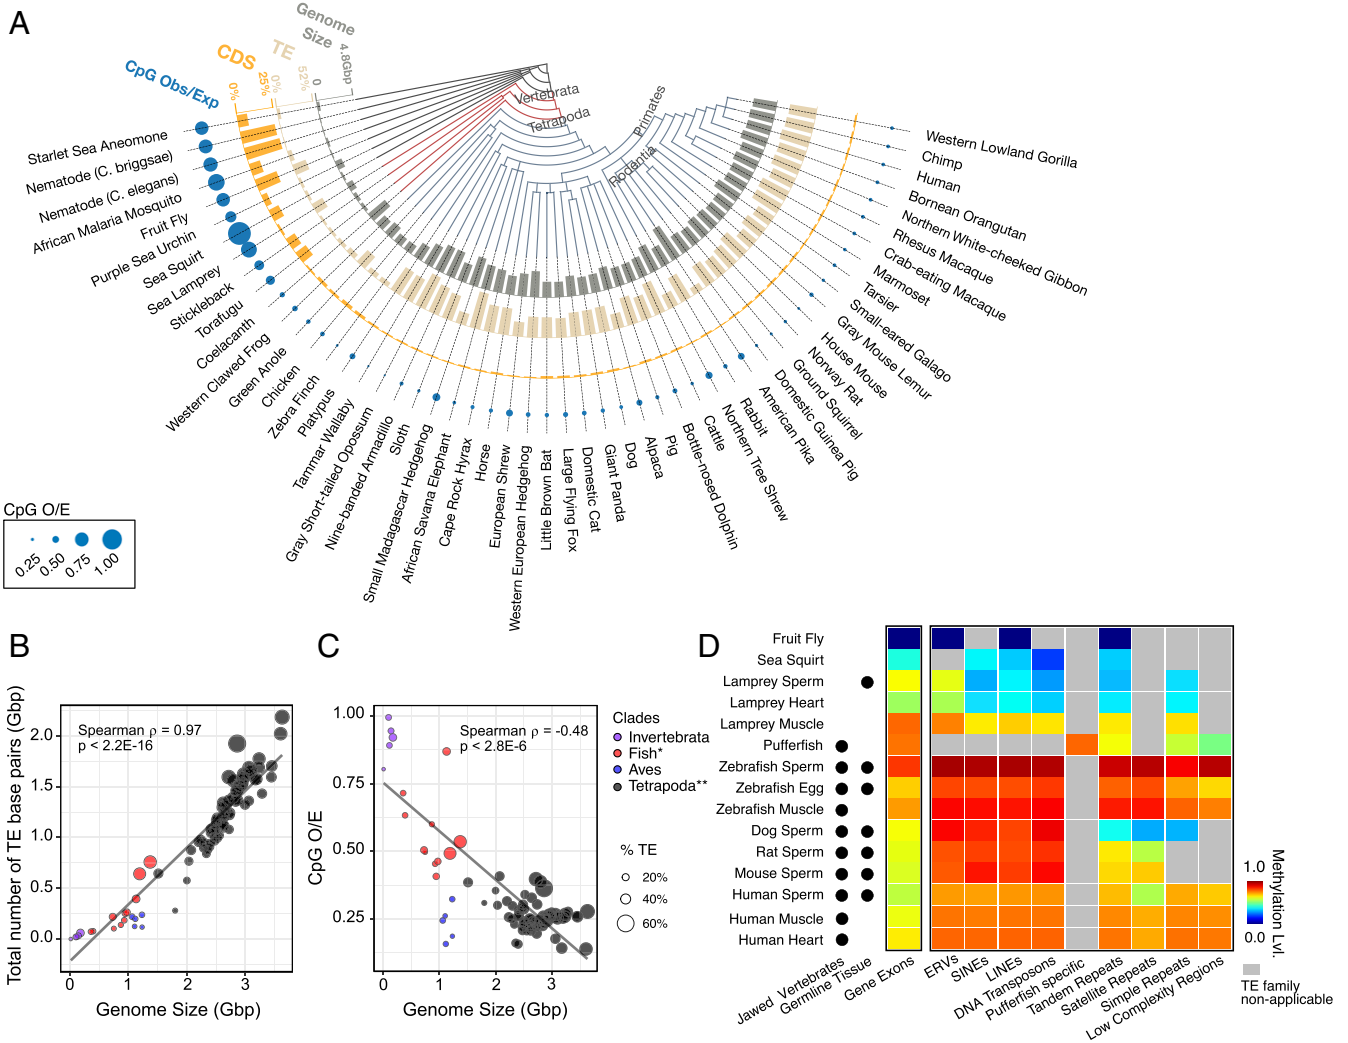 A
Genome
Size
TE
CDS
CpG Obs/Exp
0%
25%
0%
52%
0
4.8Gbp
Vertebrata
Tetrapoda
Primates
Rodentia
Starlet Sea Aneomone
Nematode (C. briggsae)
Nematode (C. elegans)
African Malaria Mosquito
Fruit Fly
Purple Sea Urchin
Sea Squirt
Sea Lamprey
Stickleback
Torafugu
Coelacanth
Western Clawed Frog
Green Anole
Chicken
Zebra Finch
Platypus
Tammar Wallaby
Gray Short-tailed Opossum
Nine-banded Armadillo
Sloth
Small Madagascar Hedgehog
African Savana Elephant
Cape Rock Hyrax
Horse
European Shrew
Western European Hedgehog
Little Brown Bat
Large Flying Fox
Domestic Cat
Giant Panda
Dog
Alpaca
Pig
Bottle-nosed Dolphin
Cattle
Northern Tree Shrew
Rabbit
American Pika
Domestic Guinea Pig
Ground Squirrel
Norway Rat
House Mouse
Gray Mouse Lemur
Small-eared Galago
Tarsier
Marmoset
Crab-eating Macaque
Rhesus Macaque
Northern White-cheeked Gibbon
Bornean Orangutan
Human
Chimp
Western Lowland Gorilla
CpG O/E
0.25
0.50
0.75
1.00
B
Total number of TE base pairs (Gbp)
Spearman ρ = 0.97
p < 2.2E-16
2.0
1.5
1.0
0.5
0.0
0
1
2
3
Genome Size (Gbp)
C
CpG O/E
Spearman ρ = -0.48
p < 2.8E-6
1.00
0.75
0.50
0.25
0
1
2
3
Genome Size (Gbp)
Clades
Invertebrata
Fish*
Aves
Tetrapoda**
% TE
20%
40%
60%
D
Fruit Fly
Sea Squirt
Lamprey Sperm
Lamprey Heart
Lamprey Muscle
Pufferfish
Zebrafish Sperm
Zebrafish Egg
Zebrafish Muscle
Dog Sperm
Rat Sperm
Mouse Sperm
Human Sperm
Human Muscle
Human Heart
Jawed Vertebrates
Germline Tissue
Gene Exons
ERVs
SINEs
LINEs
DNA Transposons
Pufferfish specific
Tandem Repeats
Satellite Repeats
Simple Repeats
Low Complexity Regions
1.0
0.0
Methylation Lvl.
TE family
non-applicable